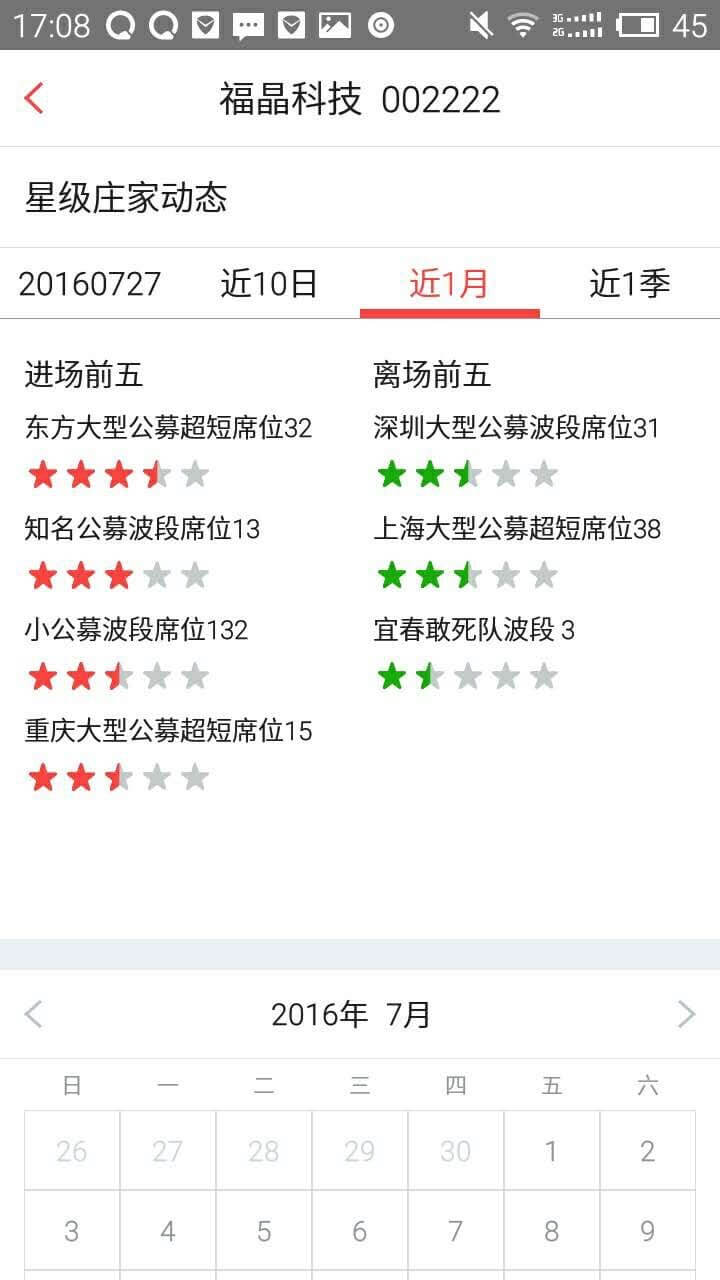 17:08 3G 2G 45
福晶科技 002222
星级庄家动态
20160727 近10日 近1月 近1季
进场前五 离场前五
东方大型公募超短席位32 深圳大型公募波段席位31
知名公募波段席位13 上海大型公募超短席位38
小公募波段席位132 宜春敢死队波段 3
重庆大型公募超短席位15
2016年 7月
日 一 二 三 四 五 六
26 27 28 29 30 1 2
3 4 5 6 7 8 9